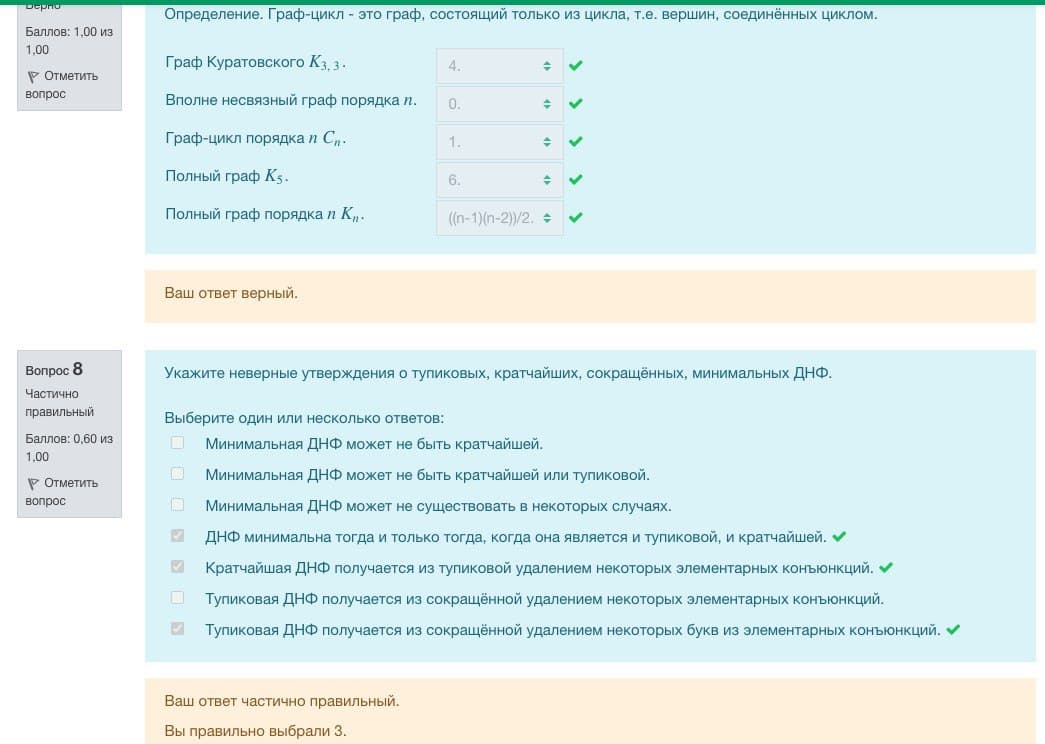 Верно
Баллов: 1,00 из
1,00
Отметить
вопрос
Определение. Граф-цикл - это граф, состоящий только из цикла, т.е. вершин, соединённых циклом.
Граф Куратовского K3, 3. 4.
Вполне несвязный граф порядка n. 0.
Граф-цикл порядка n Cn. 1.
Полный граф K5. 6.
Полный граф порядка n Kn. ((n-1)(n-2))/2.
Ваш ответ верный.
Вопрос 8
Частично
правильный
Баллов: 0,60 из
1,00
Отметить
вопрос
Укажите неверные утверждения о тупиковых, кратчайших, сокращённых, минимальных ДНФ.
Выберите один или несколько ответов:
Минимальная ДНФ может не быть кратчайшей.
Минимальная ДНФ может не быть кратчайшей или тупиковой.
Минимальная ДНФ может не существовать в некоторых случаях.
ДНФ минимальна тогда и только тогда, когда она является и тупиковой, и кратчайшей.
Кратчайшая ДНФ получается из тупиковой удалением некоторых элементарных конъюнкций.
Тупиковая ДНФ получается из сокращённой удалением некоторых элементарных конъюнкций.
Тупиковая ДНФ получается из сокращённой удалением некоторых букв из элементарных конъюнкций.
Ваш ответ частично правильный.
Вы правильно выбрали 3.